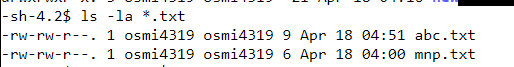 -sh-4.2$ ls -la *.txt
-rw-rw-r--. 1 osmi4319 osmi4319 9 Apr 18 04:51 abc.txt
-rw-rw-r--. 1 osmi4319 osmi4319 6 Apr 18 04:00 mnp.txt